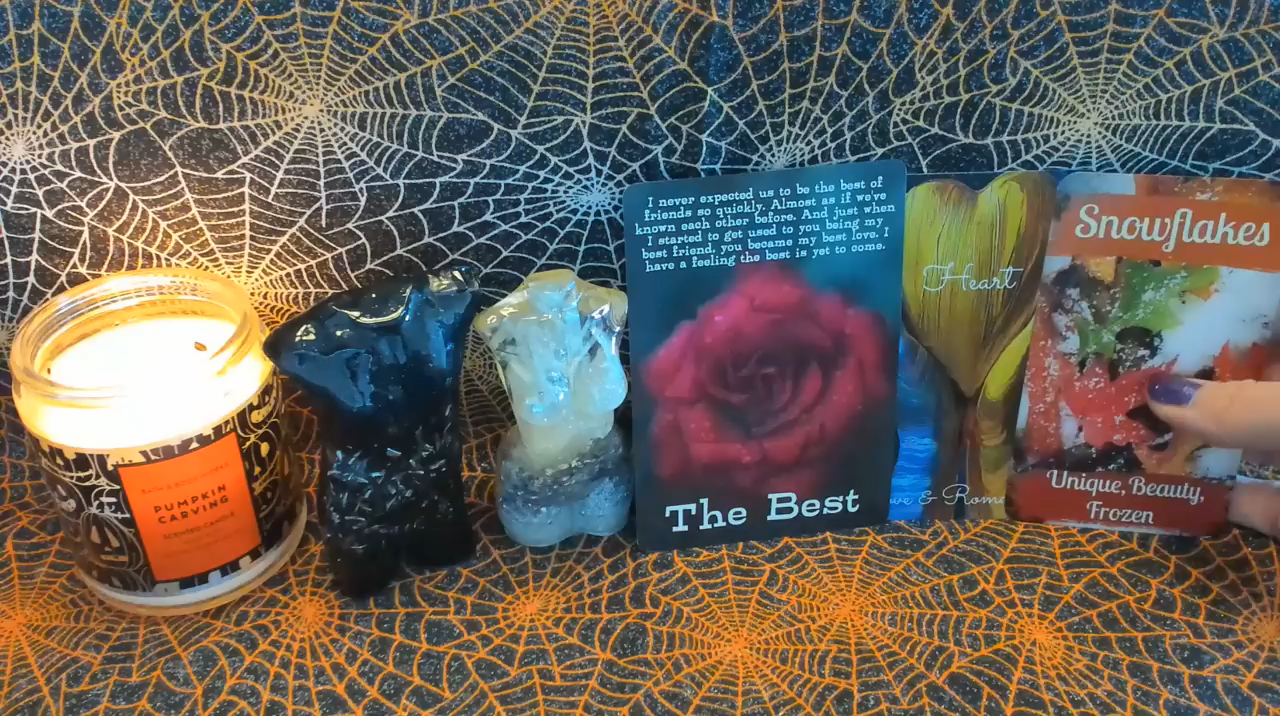 I never expected us to be the best of
friends so quickly. Almost as if we've
known each other before. And just when
I started to get used to you being my
best friend, you became my best love. I
have a feeling the best is yet to come.
The Best
Heart
& Rom
Snowflakes
Unique, Beauty,
Frozen
BATH & BODY WORKS
PUMPKIN
CARVING
SCENTED CANDLE